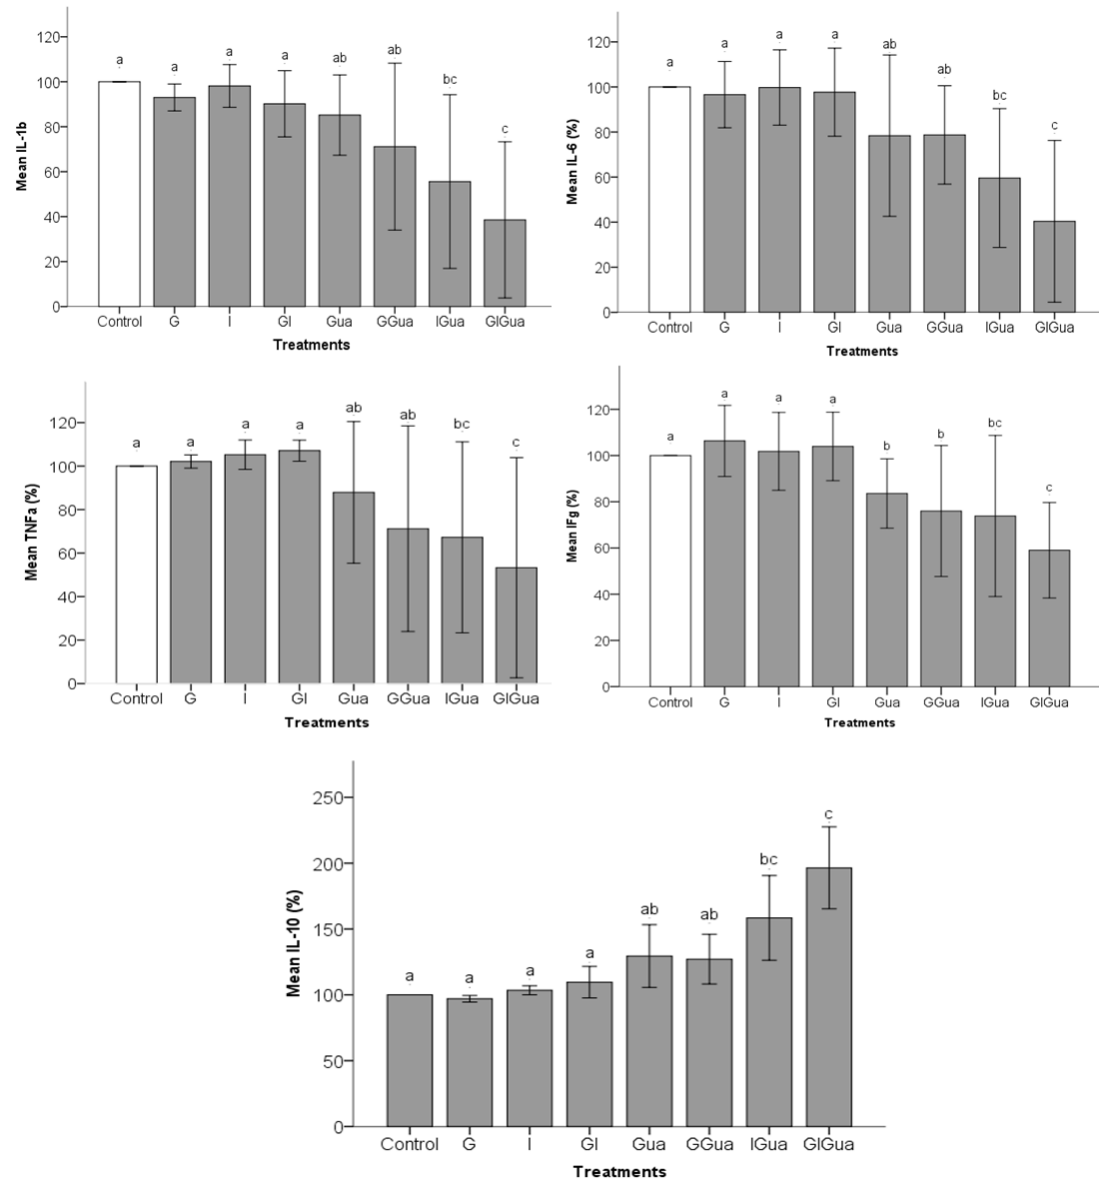 Mean IL-1b
120
100
80
60
40
20
0
a a a a ab ab bc c
Control G I GI Gua GGua IGua GIGua
Treatments
Mean IL-6 (%)
120
100
80
60
40
20
0
a a a a ab ab bc c
Control G I GI Gua GGua IGua GIGua
Treatments
Mean TNFa (%)
120
100
80
60
40
20
0
a a a a ab ab bc c
Control G I GI Gua GGua IGua GIGua
Treatments
Mean IFg (%)
120
100
80
60
40
20
0
a a a a b b bc c
Control G I GI Gua GGua IGua GIGua
Treatments
Mean IL-10 (%)
250
200
150
100
50
0
a a a a ab ab bc c
Control G I GI Gua GGua IGua GIGua
Treatments